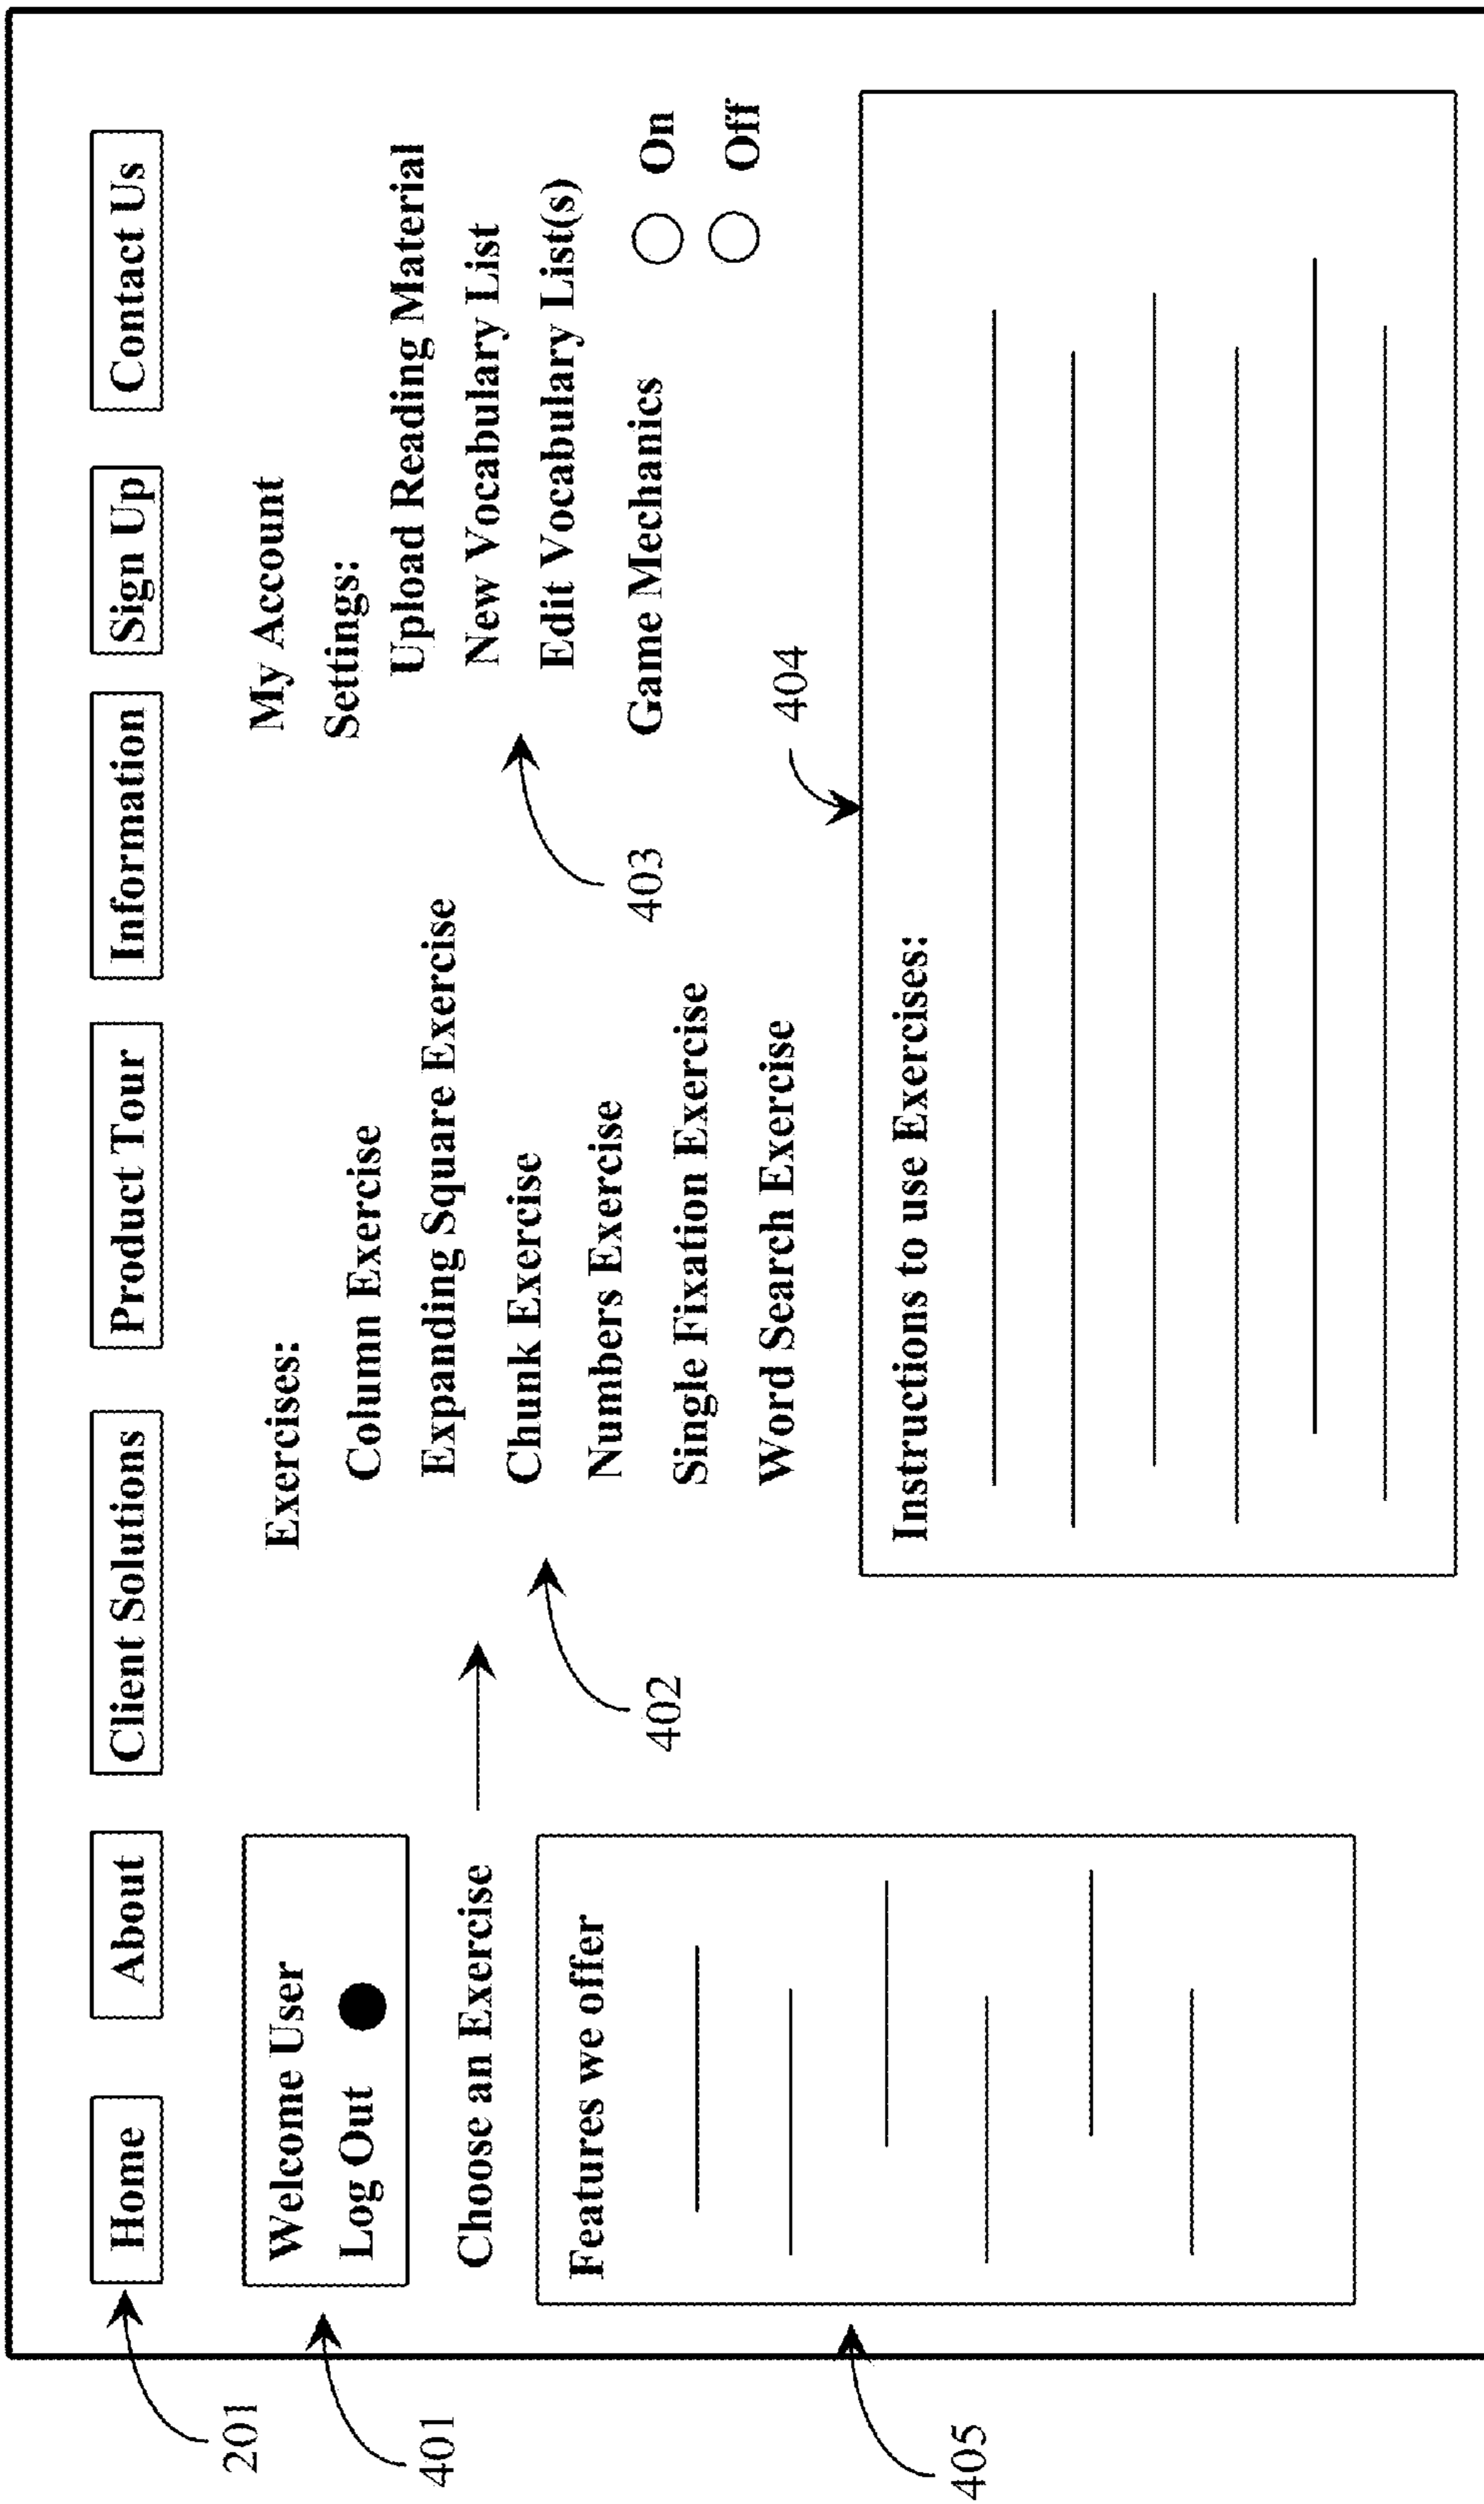 Home About Client Solutions Product Tour Information Sign Up Contact Us
201
Welcome User
Log Out
401
Choose an Exercise
Features we offer
405
Exercises:
Column Exercise
Expanding Square Exercise
Chunk Exercise
Numbers Exercise
Single Fixation Exercise
Word Search Exercise
402
My Account
Settings:
Upload Reading Material
New Vocabulary List
Edit Vocabulary List(s)
Game Mechanics On
Off
403
404
Instructions to use Exercises: